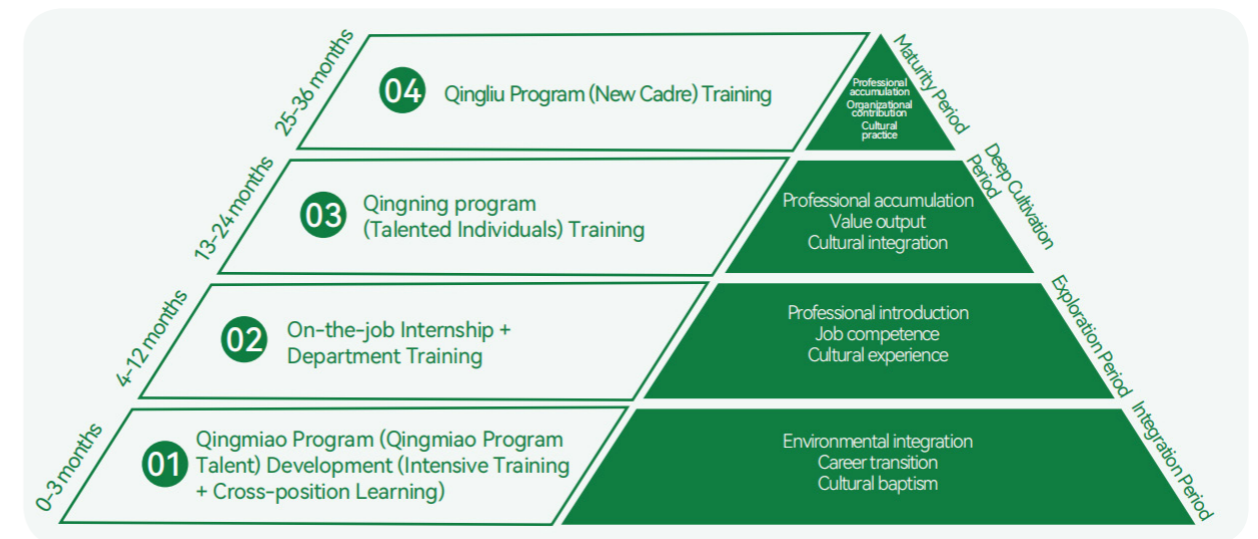 25-36 months
04
Qingliu Program (New Cadre) Training
Professional
accumulation
Organizational
contribution
Cultural
practice
Maturity Period
13-24 months
03
Qingning program
(Talented Individuals) Training
Professional accumulation
Value output
Cultural integration
Deep Cultivation
Period
4-12 months
02
On-the-job Internship +
Department Training
Professional introduction
Job competence
Cultural experience
Exploration Period
0-3 months
01
Qingmiao Program (Qingmiao Program
Talent) Development (Intensive Training
+ Cross-position Learning)
Environmental integration
Career transition
Cultural baptism
Integration Period